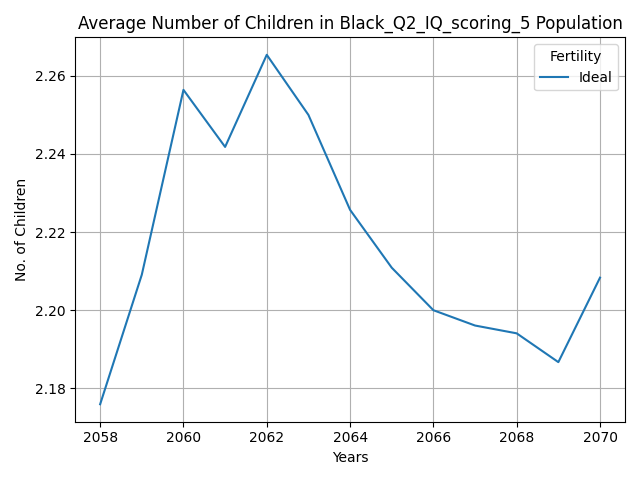 Average Number of Children in Black_Q2_IQ_scoring_5 Population
Fertility
Ideal
No. of Children
2.26
2.24
2.22
2.20
2.18
2058 2060 2062 2064 2066 2068 2070
Years